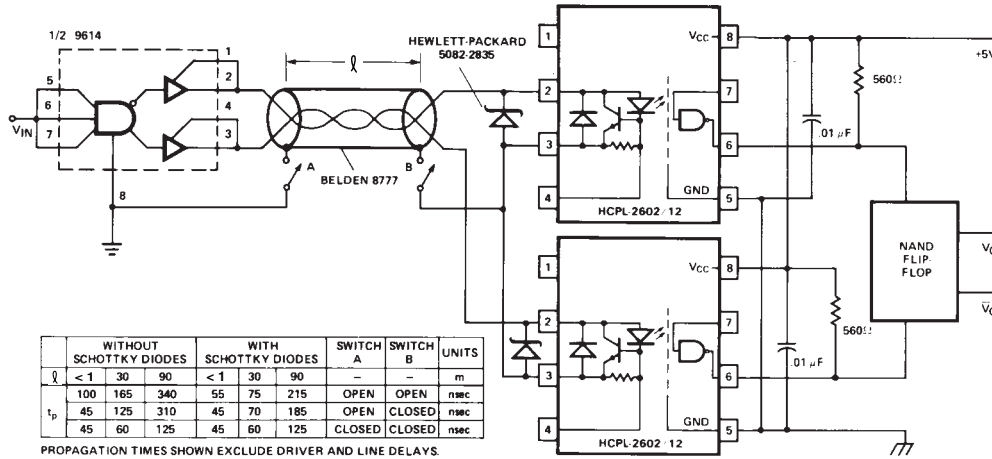 1/2 9614
1
2
4
3
5
6
7
V_IN
8
ℓ
A
B
BELDEN 8777
HEWLETT-PACKARD
5082-2835
1
2
3
4
V_CC
8
7
6
GND
5
HCPL-2602/12
+5V
560Ω
.01 μF
NAND
FLIP-
FLOP
1
2
3
4
V_CC
8
7
6
GND
5
HCPL-2602/12
560Ω
.01 μF
WITHOUT SCHOTTKY DIODES WITH SCHOTTKY DIODES SWITCH A SWITCH B UNITS
ℓ < 1 30 90 < 1 30 90 – – m
t_p 100 165 340 55 75 215 OPEN OPEN nsec
45 125 310 45 70 185 OPEN CLOSED nsec
45 60 125 45 60 125 CLOSED CLOSED nsec
PROPAGATION TIMES SHOWN EXCLUDE DRIVER AND LINE DELAYS.